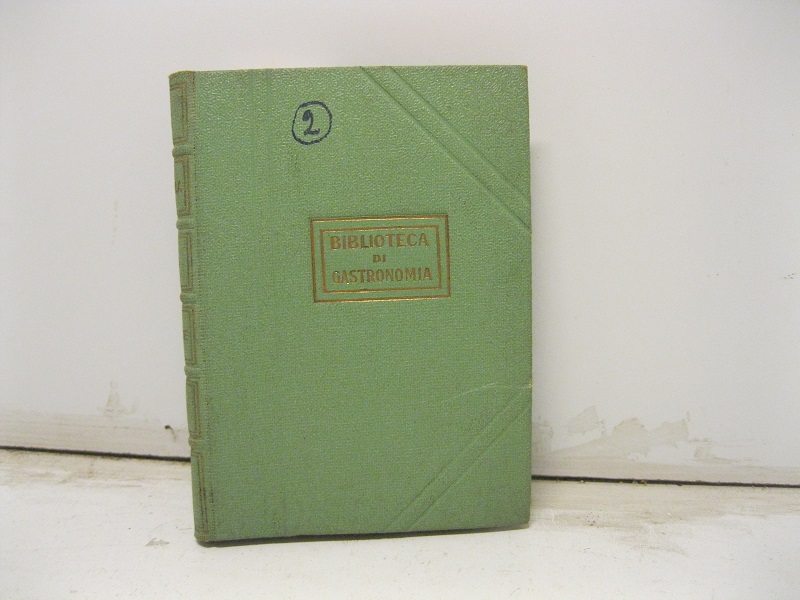 2
BIBLIOTECA
DI
GASTRONOMIA